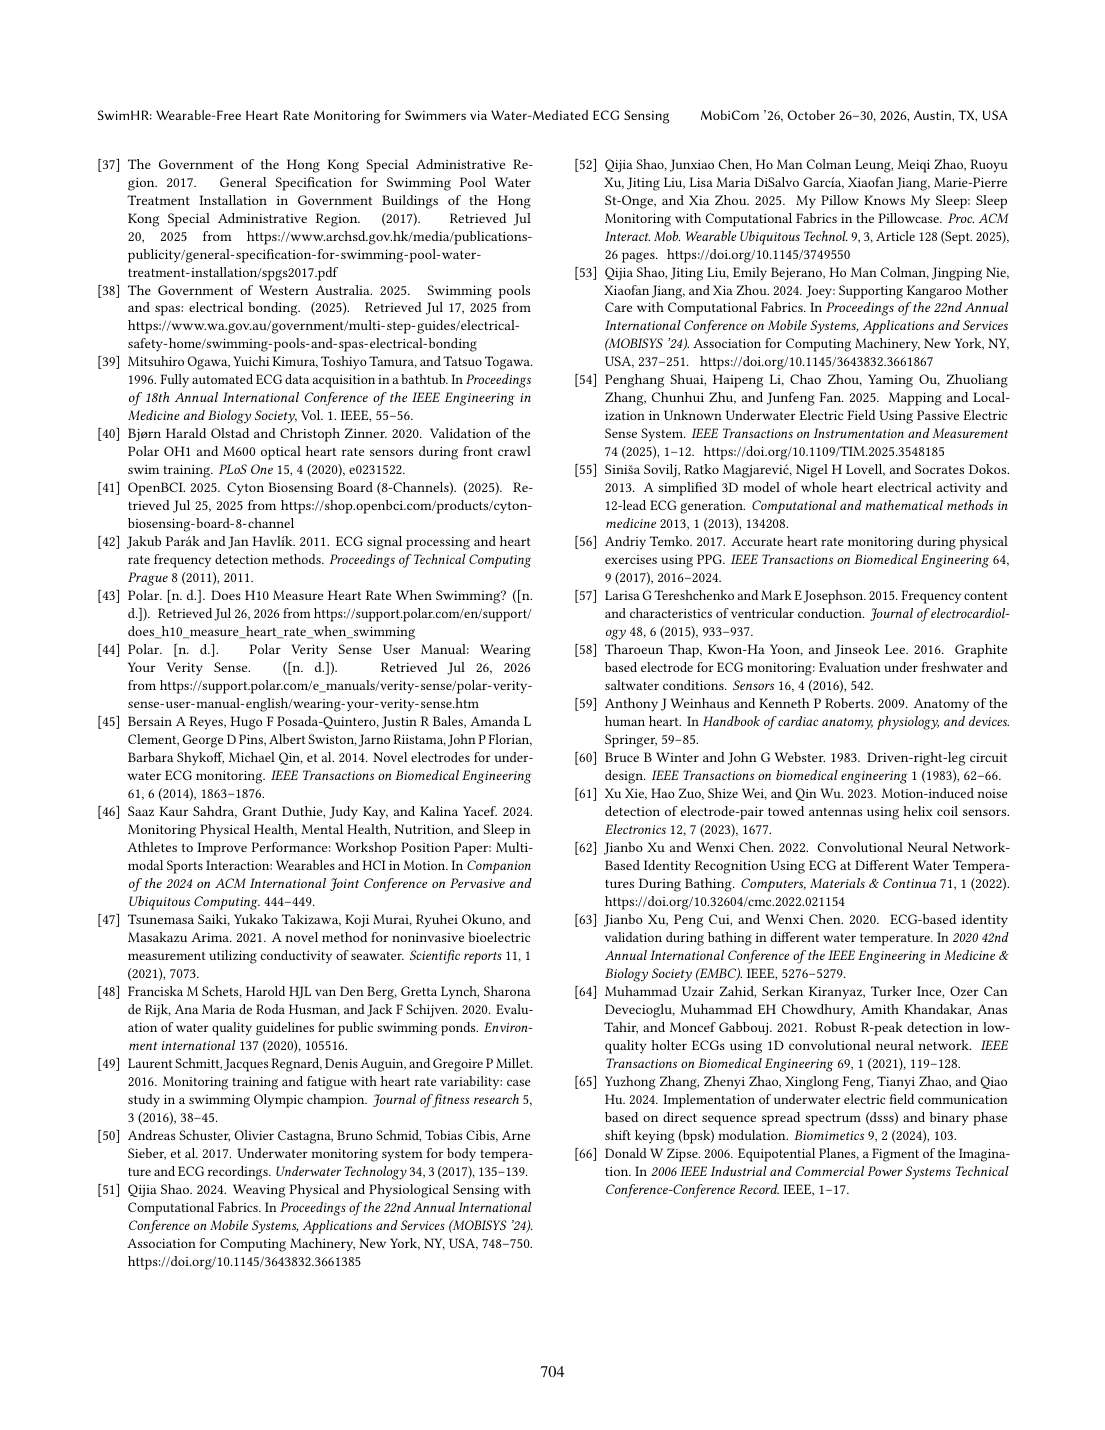 SwimHR: Wearable-Free Heart Rate Monitoring for Swimmers via Water-Mediated ECG Sensing MobiCom '26, October 26–30, 2026, Austin, TX, USA
[37] The Government of the Hong Kong Special Administrative Re-
gion. 2017. General Specification for Swimming Pool Water
Treatment Installation in Government Buildings of the Hong
Kong Special Administrative Region. (2017). Retrieved Jul
20, 2025 from https://www.archsd.gov.hk/media/publications-
publicity/general-specification-for-swimming-pool-water-
treatment-installation/spgs2017.pdf
[38] The Government of Western Australia. 2025. Swimming pools
and spas: electrical bonding. (2025). Retrieved Jul 17, 2025 from
https://www.wa.gov.au/government/multi-step-guides/electrical-
safety-home/swimming-pools-and-spas-electrical-bonding
[39] Mitsuhiro Ogawa, Yuichi Kimura, Toshiyo Tamura, and Tatsuo Togawa.
1996. Fully automated ECG data acquisition in a bathtub. In Proceedings
of 18th Annual International Conference of the IEEE Engineering in
Medicine and Biology Society, Vol. 1. IEEE, 55–56.
[40] Bjørn Harald Olstad and Christoph Zinner. 2020. Validation of the
Polar OH1 and M600 optical heart rate sensors during front crawl
swim training. PLoS One 15, 4 (2020), e0231522.
[41] OpenBCI. 2025. Cyton Biosensing Board (8-Channels). (2025). Re-
trieved Jul 25, 2025 from https://shop.openbci.com/products/cyton-
biosensing-board-8-channel
[42] Jakub Parák and Jan Havlík. 2011. ECG signal processing and heart
rate frequency detection methods. Proceedings of Technical Computing
Prague 8 (2011), 2011.
[43] Polar. [n. d.]. Does H10 Measure Heart Rate When Swimming? ([n.
d.]). Retrieved Jul 26, 2026 from https://support.polar.com/en/support/
does_h10_measure_heart_rate_when_swimming
[44] Polar. [n. d.]. Polar Verity Sense User Manual: Wearing
Your Verity Sense. ([n. d.]). Retrieved Jul 26, 2026
from https://support.polar.com/e_manuals/verity-sense/polar-verity-
sense-user-manual-english/wearing-your-verity-sense.htm
[45] Bersain A Reyes, Hugo F Posada-Quintero, Justin R Bales, Amanda L
Clement, George D Pins, Albert Swiston, Jarno Riistama, John P Florian,
Barbara Shykoff, Michael Qin, et al. 2014. Novel electrodes for under-
water ECG monitoring. IEEE Transactions on Biomedical Engineering
61, 6 (2014), 1863–1876.
[46] Saaz Kaur Sahdra, Grant Duthie, Judy Kay, and Kalina Yacef. 2024.
Monitoring Physical Health, Mental Health, Nutrition, and Sleep in
Athletes to Improve Performance: Workshop Position Paper: Multi-
modal Sports Interaction: Wearables and HCI in Motion. In Companion
of the 2024 on ACM International Joint Conference on Pervasive and
Ubiquitous Computing. 444–449.
[47] Tsunemasa Saiki, Yukako Takizawa, Koji Murai, Ryuhei Okuno, and
Masakazu Arima. 2021. A novel method for noninvasive bioelectric
measurement utilizing conductivity of seawater. Scientific reports 11, 1
(2021), 7073.
[48] Franciska M Schets, Harold HJL van Den Berg, Gretta Lynch, Sharona
de Rijk, Ana Maria de Roda Husman, and Jack F Schijven. 2020. Evalu-
ation of water quality guidelines for public swimming ponds. Environ-
ment international 137 (2020), 105516.
[49] Laurent Schmitt, Jacques Regnard, Denis Auguin, and Gregoire P Millet.
2016. Monitoring training and fatigue with heart rate variability: case
study in a swimming Olympic champion. Journal of fitness research 5,
3 (2016), 38–45.
[50] Andreas Schuster, Olivier Castagna, Bruno Schmid, Tobias Cibis, Arne
Sieber, et al. 2017. Underwater monitoring system for body tempera-
ture and ECG recordings. Underwater Technology 34, 3 (2017), 135–139.
[51] Qijia Shao. 2024. Weaving Physical and Physiological Sensing with
Computational Fabrics. In Proceedings of the 22nd Annual International
Conference on Mobile Systems, Applications and Services (MOBISYS '24).
Association for Computing Machinery, New York, NY, USA, 748–750.
https://doi.org/10.1145/3643832.3661385
[52] Qijia Shao, Junxiao Chen, Ho Man Colman Leung, Meiqi Zhao, Ruoyu
Xu, Jiting Liu, Lisa Maria DiSalvo García, Xiaofan Jiang, Marie-Pierre
St-Onge, and Xia Zhou. 2025. My Pillow Knows My Sleep: Sleep
Monitoring with Computational Fabrics in the Pillowcase. Proc. ACM
Interact. Mob. Wearable Ubiquitous Technol. 9, 3, Article 128 (Sept. 2025),
26 pages. https://doi.org/10.1145/3749550
[53] Qijia Shao, Jiting Liu, Emily Bejerano, Ho Man Colman, Jingping Nie,
Xiaofan Jiang, and Xia Zhou. 2024. Joey: Supporting Kangaroo Mother
Care with Computational Fabrics. In Proceedings of the 22nd Annual
International Conference on Mobile Systems, Applications and Services
(MOBISYS '24). Association for Computing Machinery, New York, NY,
USA, 237–251. https://doi.org/10.1145/3643832.3661867
[54] Penghang Shuai, Haipeng Li, Chao Zhou, Yaming Ou, Zhuoliang
Zhang, Chunhui Zhu, and Junfeng Fan. 2025. Mapping and Local-
ization in Unknown Underwater Electric Field Using Passive Electric
Sense System. IEEE Transactions on Instrumentation and Measurement
74 (2025), 1–12. https://doi.org/10.1109/TIM.2025.3548185
[55] Siniša Sovilj, Ratko Magjarević, Nigel H Lovell, and Socrates Dokos.
2013. A simplified 3D model of whole heart electrical activity and
12-lead ECG generation. Computational and mathematical methods in
medicine 2013, 1 (2013), 134208.
[56] Andriy Temko. 2017. Accurate heart rate monitoring during physical
exercises using PPG. IEEE Transactions on Biomedical Engineering 64,
9 (2017), 2016–2024.
[57] Larisa G Tereshchenko and Mark E Josephson. 2015. Frequency content
and characteristics of ventricular conduction. Journal of electrocardiol-
ogy 48, 6 (2015), 933–937.
[58] Tharoeun Thap, Kwon-Ha Yoon, and Jinseok Lee. 2016. Graphite
based electrode for ECG monitoring: Evaluation under freshwater and
saltwater conditions. Sensors 16, 4 (2016), 542.
[59] Anthony J Weinhaus and Kenneth P Roberts. 2009. Anatomy of the
human heart. In Handbook of cardiac anatomy, physiology, and devices.
Springer, 59–85.
[60] Bruce B Winter and John G Webster. 1983. Driven-right-leg circuit
design. IEEE Transactions on biomedical engineering 1 (1983), 62–66.
[61] Xu Xie, Hao Zuo, Shize Wei, and Qin Wu. 2023. Motion-induced noise
detection of electrode-pair towed antennas using helix coil sensors.
Electronics 12, 7 (2023), 1677.
[62] Jianbo Xu and Wenxi Chen. 2022. Convolutional Neural Network-
Based Identity Recognition Using ECG at Different Water Tempera-
tures During Bathing. Computers, Materials & Continua 71, 1 (2022).
https://doi.org/10.32604/cmc.2022.021154
[63] Jianbo Xu, Peng Cui, and Wenxi Chen. 2020. ECG-based identity
validation during bathing in different water temperature. In 2020 42nd
Annual International Conference of the IEEE Engineering in Medicine &
Biology Society (EMBC). IEEE, 5276–5279.
[64] Muhammad Uzair Zahid, Serkan Kiranyaz, Turker Ince, Ozer Can
Devecioglu, Muhammad EH Chowdhury, Amith Khandakar, Anas
Tahir, and Moncef Gabbouj. 2021. Robust R-peak detection in low-
quality holter ECGs using 1D convolutional neural network. IEEE
Transactions on Biomedical Engineering 69, 1 (2021), 119–128.
[65] Yuzhong Zhang, Zhenyi Zhao, Xinglong Feng, Tianyi Zhao, and Qiao
Hu. 2024. Implementation of underwater electric field communication
based on direct sequence spread spectrum (dsss) and binary phase
shift keying (bpsk) modulation. Biomimetics 9, 2 (2024), 103.
[66] Donald W Zipse. 2006. Equipotential Planes, a Figment of the Imagina-
tion. In 2006 IEEE Industrial and Commercial Power Systems Technical
Conference-Conference Record. IEEE, 1–17.
704